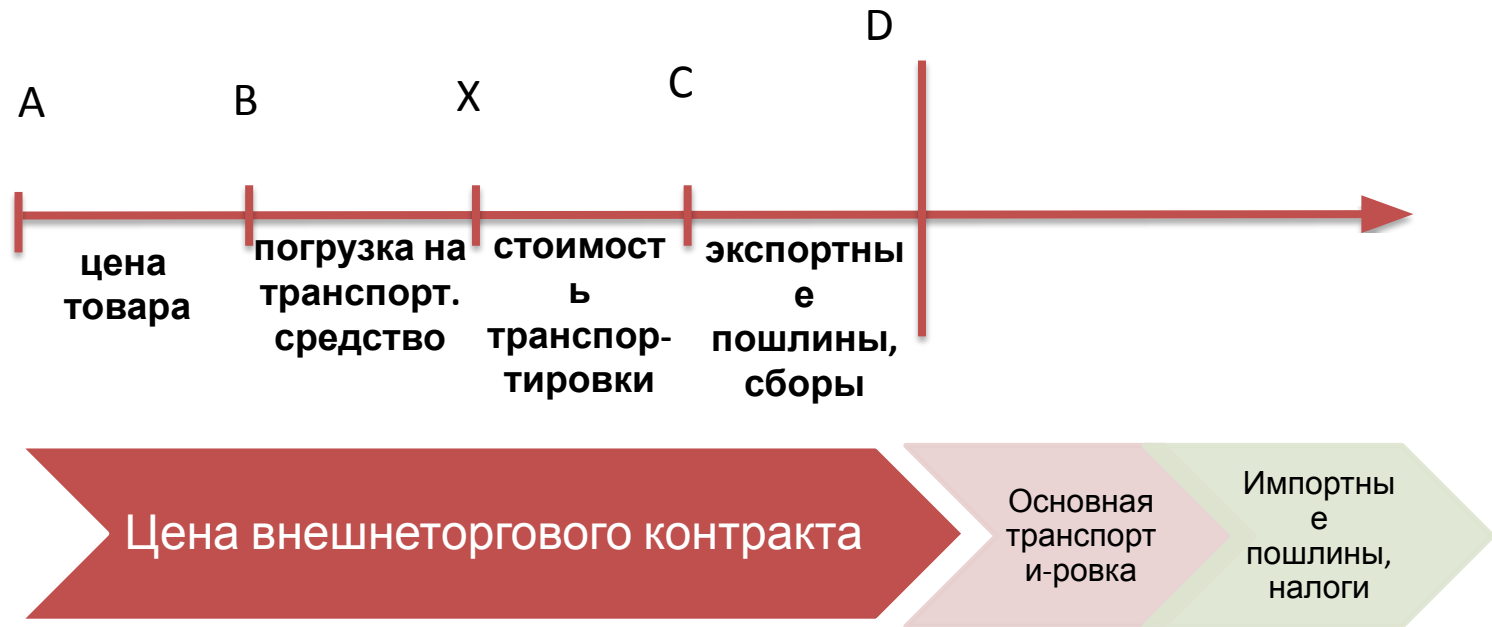 D
A
B
X
C
цена
товара
погрузка на
транспорт.
средство
стоимост
ь
транспор-
тировки
экспортны
е
пошлины,
сборы
Цена внешнеторгового контракта
Основная
транспорт
и-ровка
Импортны
е
пошлины,
налоги